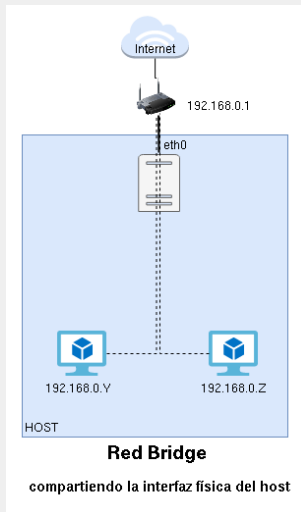 Internet
192.168.0.1
eth0
192.168.0.Y
192.168.0.Z
HOST
Red Bridge
compartiendo la interfaz física del host